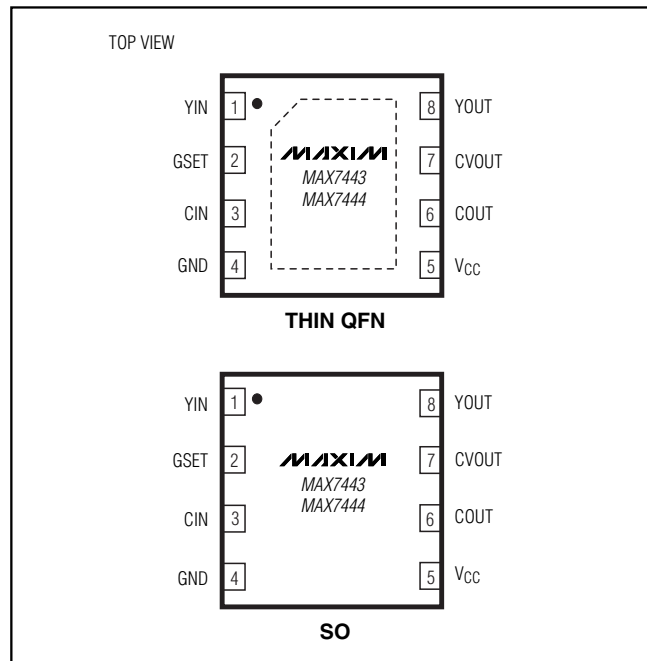 TOP VIEW
YIN 1 8 YOUT
GSET 2 MAXIM 7 CVOUT
MAX7443
MAX7444
CIN 3 6 COUT
GND 4 5 VCC
THIN QFN
YIN 1 8 YOUT
GSET 2 MAXIM 7 CVOUT
MAX7443
MAX7444
CIN 3 6 COUT
GND 4 5 VCC
SO